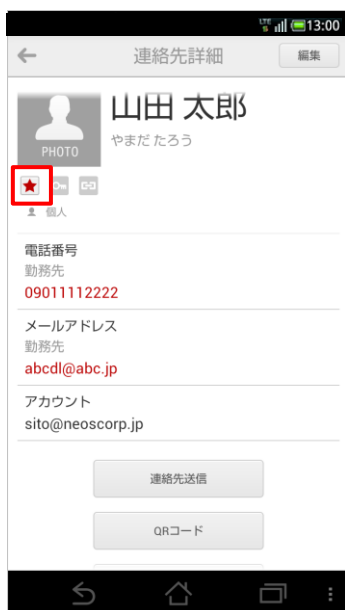 LTE 13:00
連絡先詳細
編集
山田 太郎
やまだ たろう
PHOTO
個人
電話番号
勤務先
09011112222
メールアドレス
勤務先
abcdl@abc.jp
アカウント
sito@neoscorp.jp
連絡先送信
QRコード